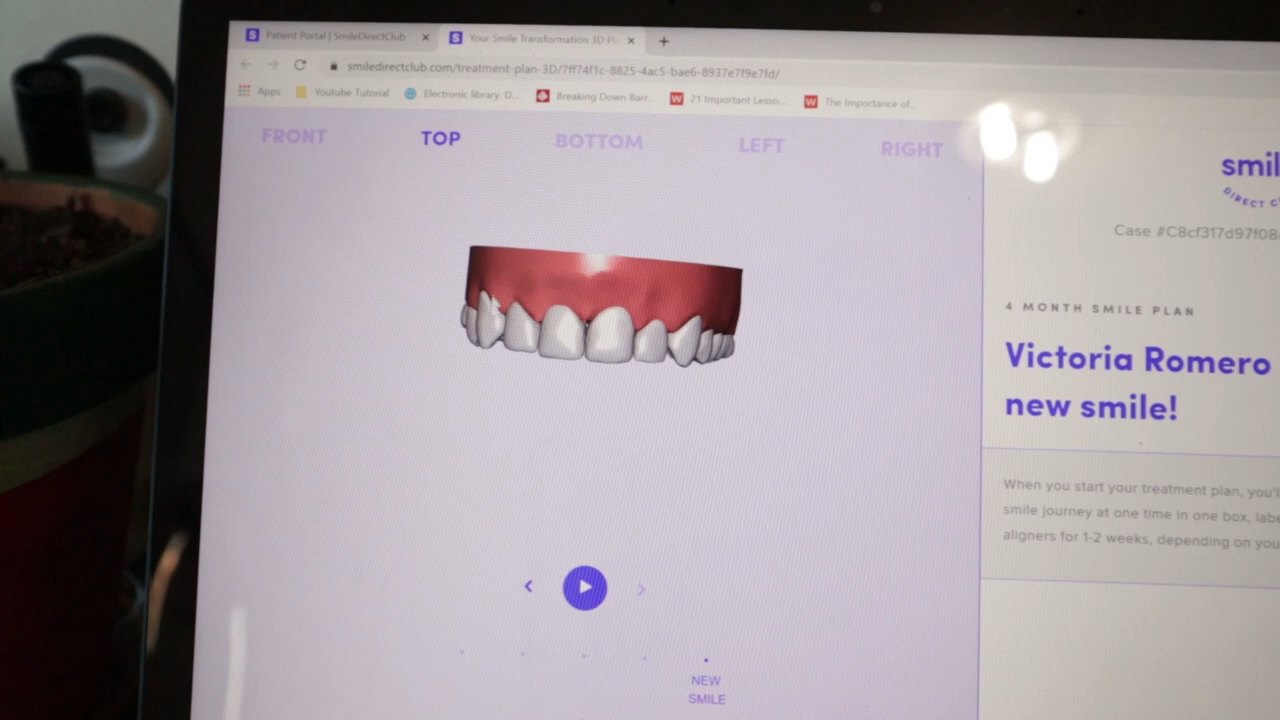 Patient Portal | SmileDirectClub
Your Smile Transformation 3D Pl
smiledirectclub.com/treatment-plan-3D/7ff74f1c-8825-4ac5-bae6-8937e7f9e7fd/
Apps
Youtube Tutorial
Electronic library. D...
Breaking Down Barr...
21 Important Lesso...
The Importance of...
FRONT
TOP
BOTTOM
LEFT
RIGHT
smil
DIRECT C
Case #C8cf317d97f08
4 MONTH SMILE PLAN
Victoria Romero
new smile!
When you start your treatment plan, you'll
smile journey at one time in one box, labe
aligners for 1-2 weeks, depending on you
NEW
SMILE